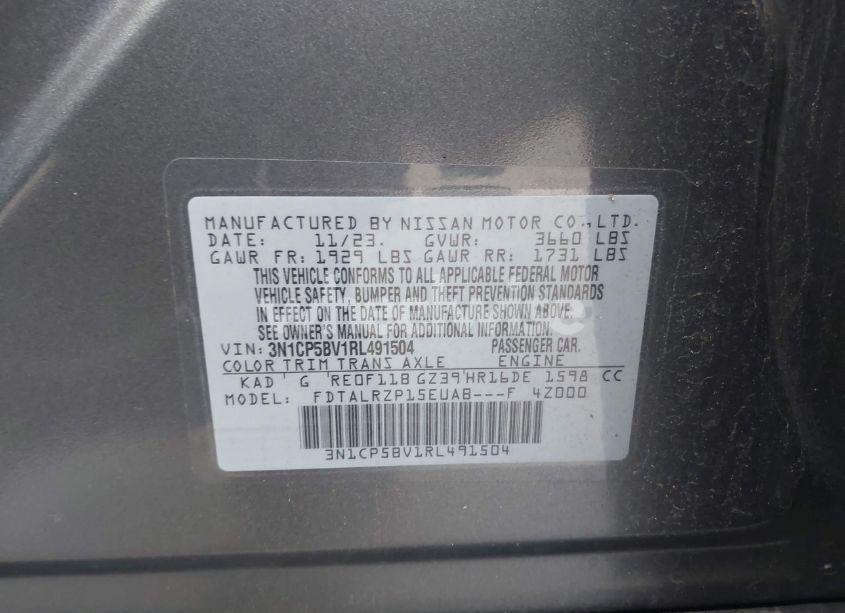 MANUFACTURED BY NISSAN MOTOR CO.,LTD.
DATE: 11/23. GVWR: 3660 LBS
GAWR FR: 1929 LBS GAWR RR: 1731 LBS
THIS VEHICLE CONFORMS TO ALL APPLICABLE FEDERAL MOTOR
VEHICLE SAFETY, BUMPER AND THEFT PREVENTION STANDARDS
IN EFFECT ON THE DATE OF MANUFACTURE SHOWN ABOVE.
SEE OWNER'S MANUAL FOR ADDITIONAL INFORMATION.
VIN: 3N1CP5BV1RL491504 PASSENGER CAR.
COLOR TRIM TRANS AXLE ENGINE
KAD G RE0F11B GZ39 HR16DE 1598 CC
MODEL: FDTALRZP15EUAB---F 4Z000
3N1CP5BV1RL491504